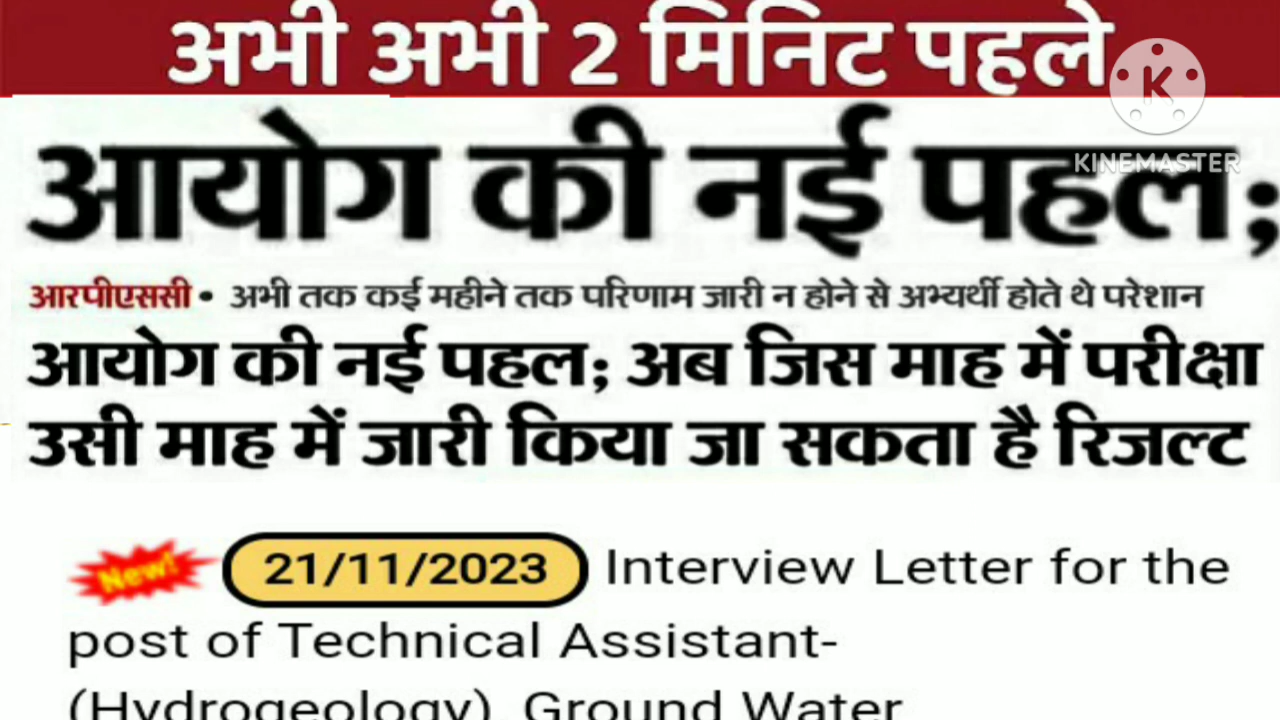 अभी अभी 2 मिनिट पहले
KINEMASTER
आयोग की नई पहल;
आरपीएससी • अभी तक कई महीने तक परिणाम जारी न होने से अभ्यर्थी होते थे परेशान
आयोग की नई पहल; अब जिस माह में परीक्षा
उसी माह में जारी किया जा सकता है रिजल्ट
New! 21/11/2023 Interview Letter for the
post of Technical Assistant-
(Hydrogeology), Ground Water